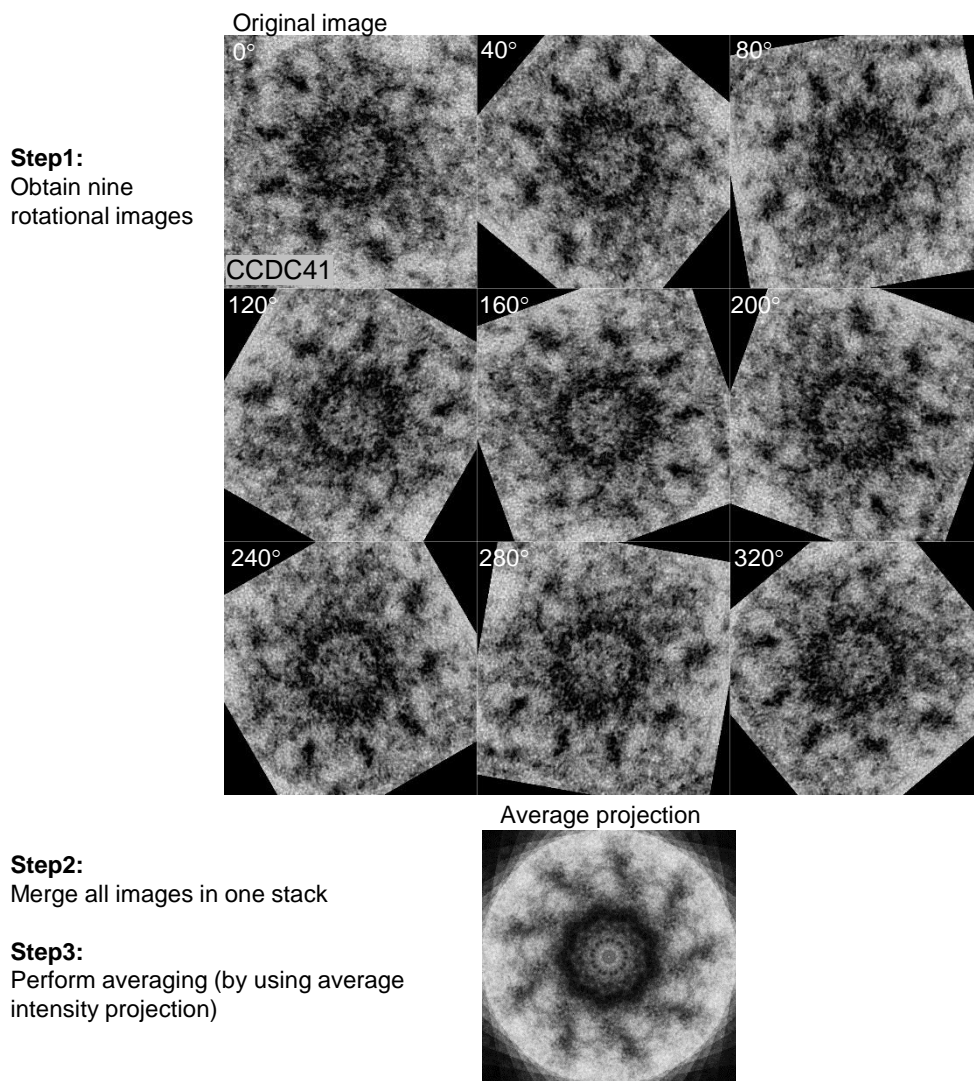 Original image
0°
40°
80°
Step1:
Obtain nine
rotational images
CCDC41
120°
160°
200°
240°
280°
320°
Average projection
Step2:
Merge all images in one stack
Step3:
Perform averaging (by using average
intensity projection)